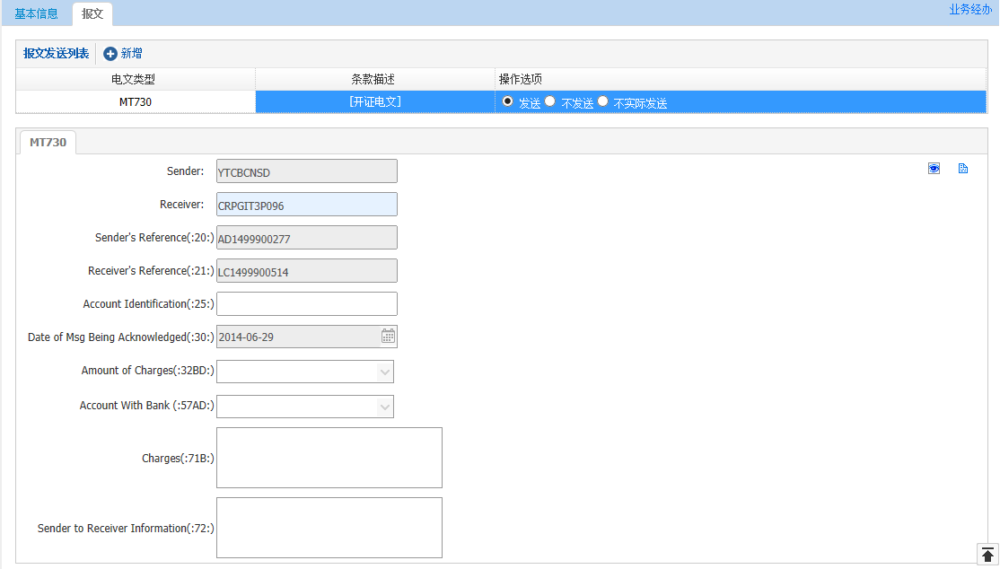 基本信息 报文 业务经办
报文发送列表 新增
电文类型 条款描述 操作选项
MT730 [开证电文] 发送 不发送 不实际发送
MT730
Sender: YTCBCNSD
Receiver: CRPGIT3P096
Sender's Reference(:20:) AD1499900277
Receiver's Reference(:21:) LC1499900514
Account Identification(:25:)
Date of Msg Being Acknowledged(:30:) 2014-06-29
Amount of Charges(:32BD:)
Account With Bank (:57AD:)
Charges(:71B:)
Sender to Receiver Information(:72:)